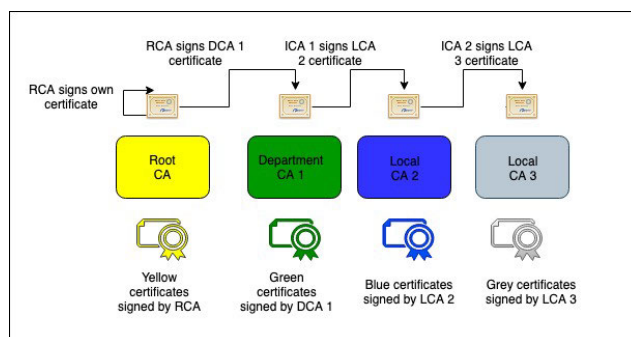 RCA signs DCA 1
certificate
ICA 1 signs LCA
2 certificate
ICA 2 signs LCA
3 certificate
RCA signs own
certificate
Root
CA
Department
CA 1
Local
CA 2
Local
CA 3
Yellow
certificates
signed by RCA
Green
certificates
signed by DCA 1
Blue certificates
signed by LCA 2
Grey certificates
signed by LCA 3